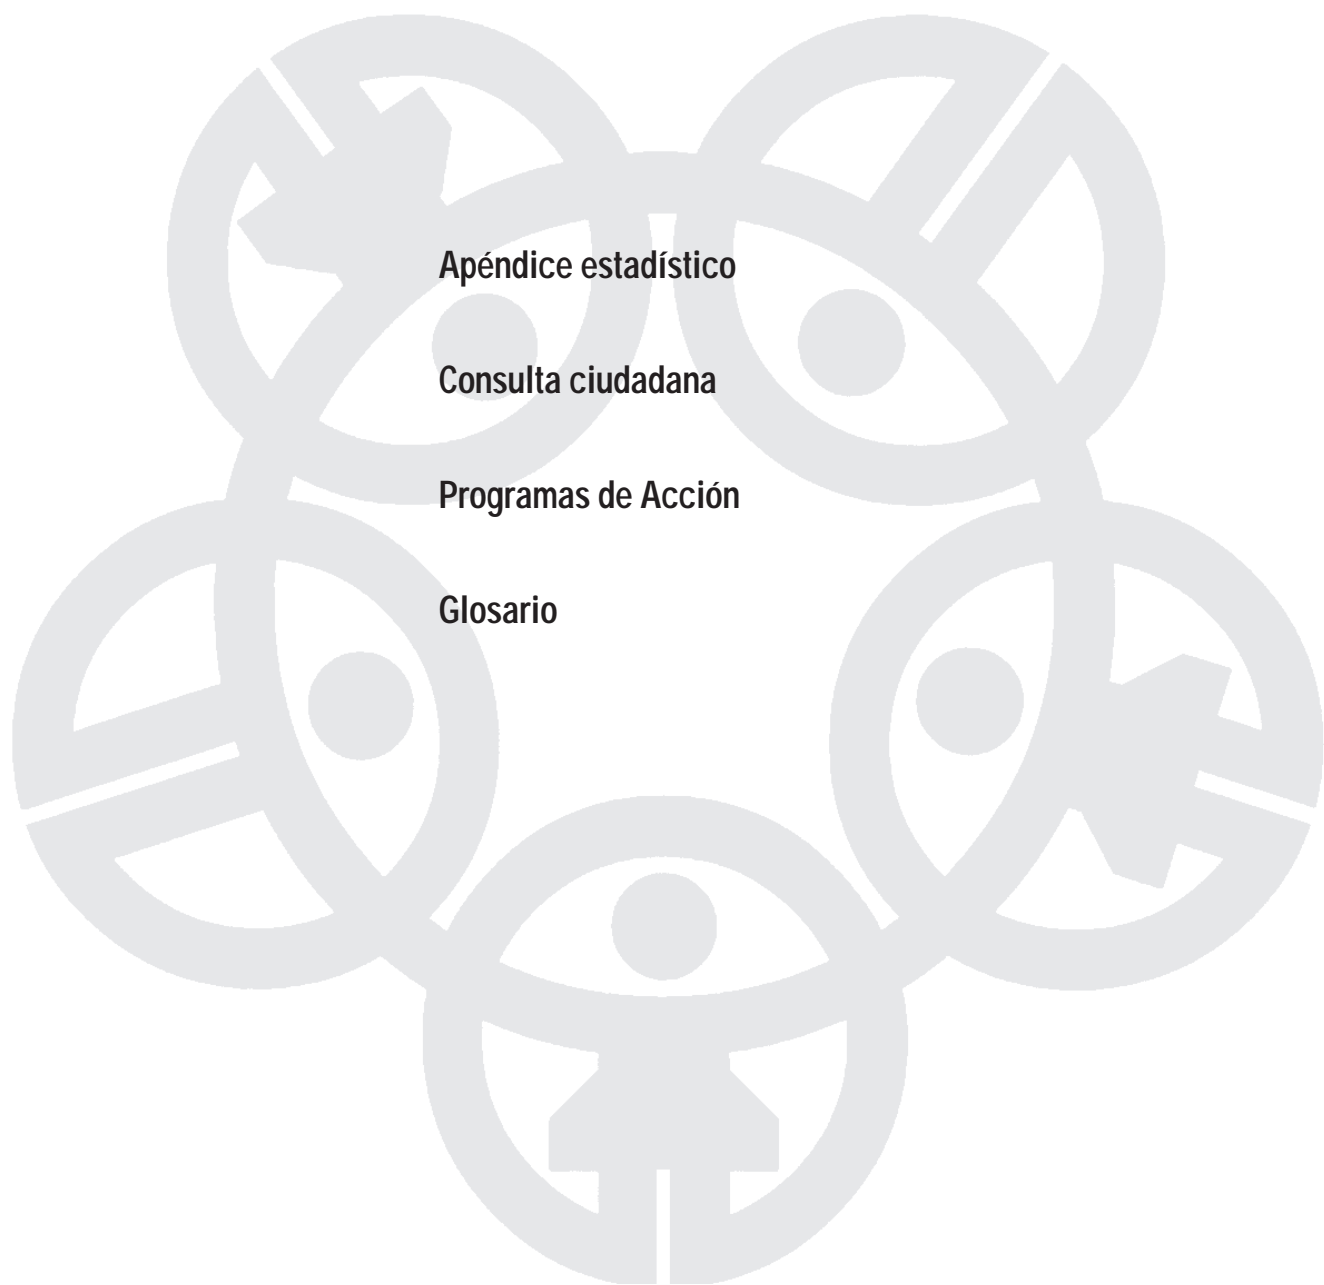 Apéndice estadístico
Consulta ciudadana
Programas de Acción
Glosario